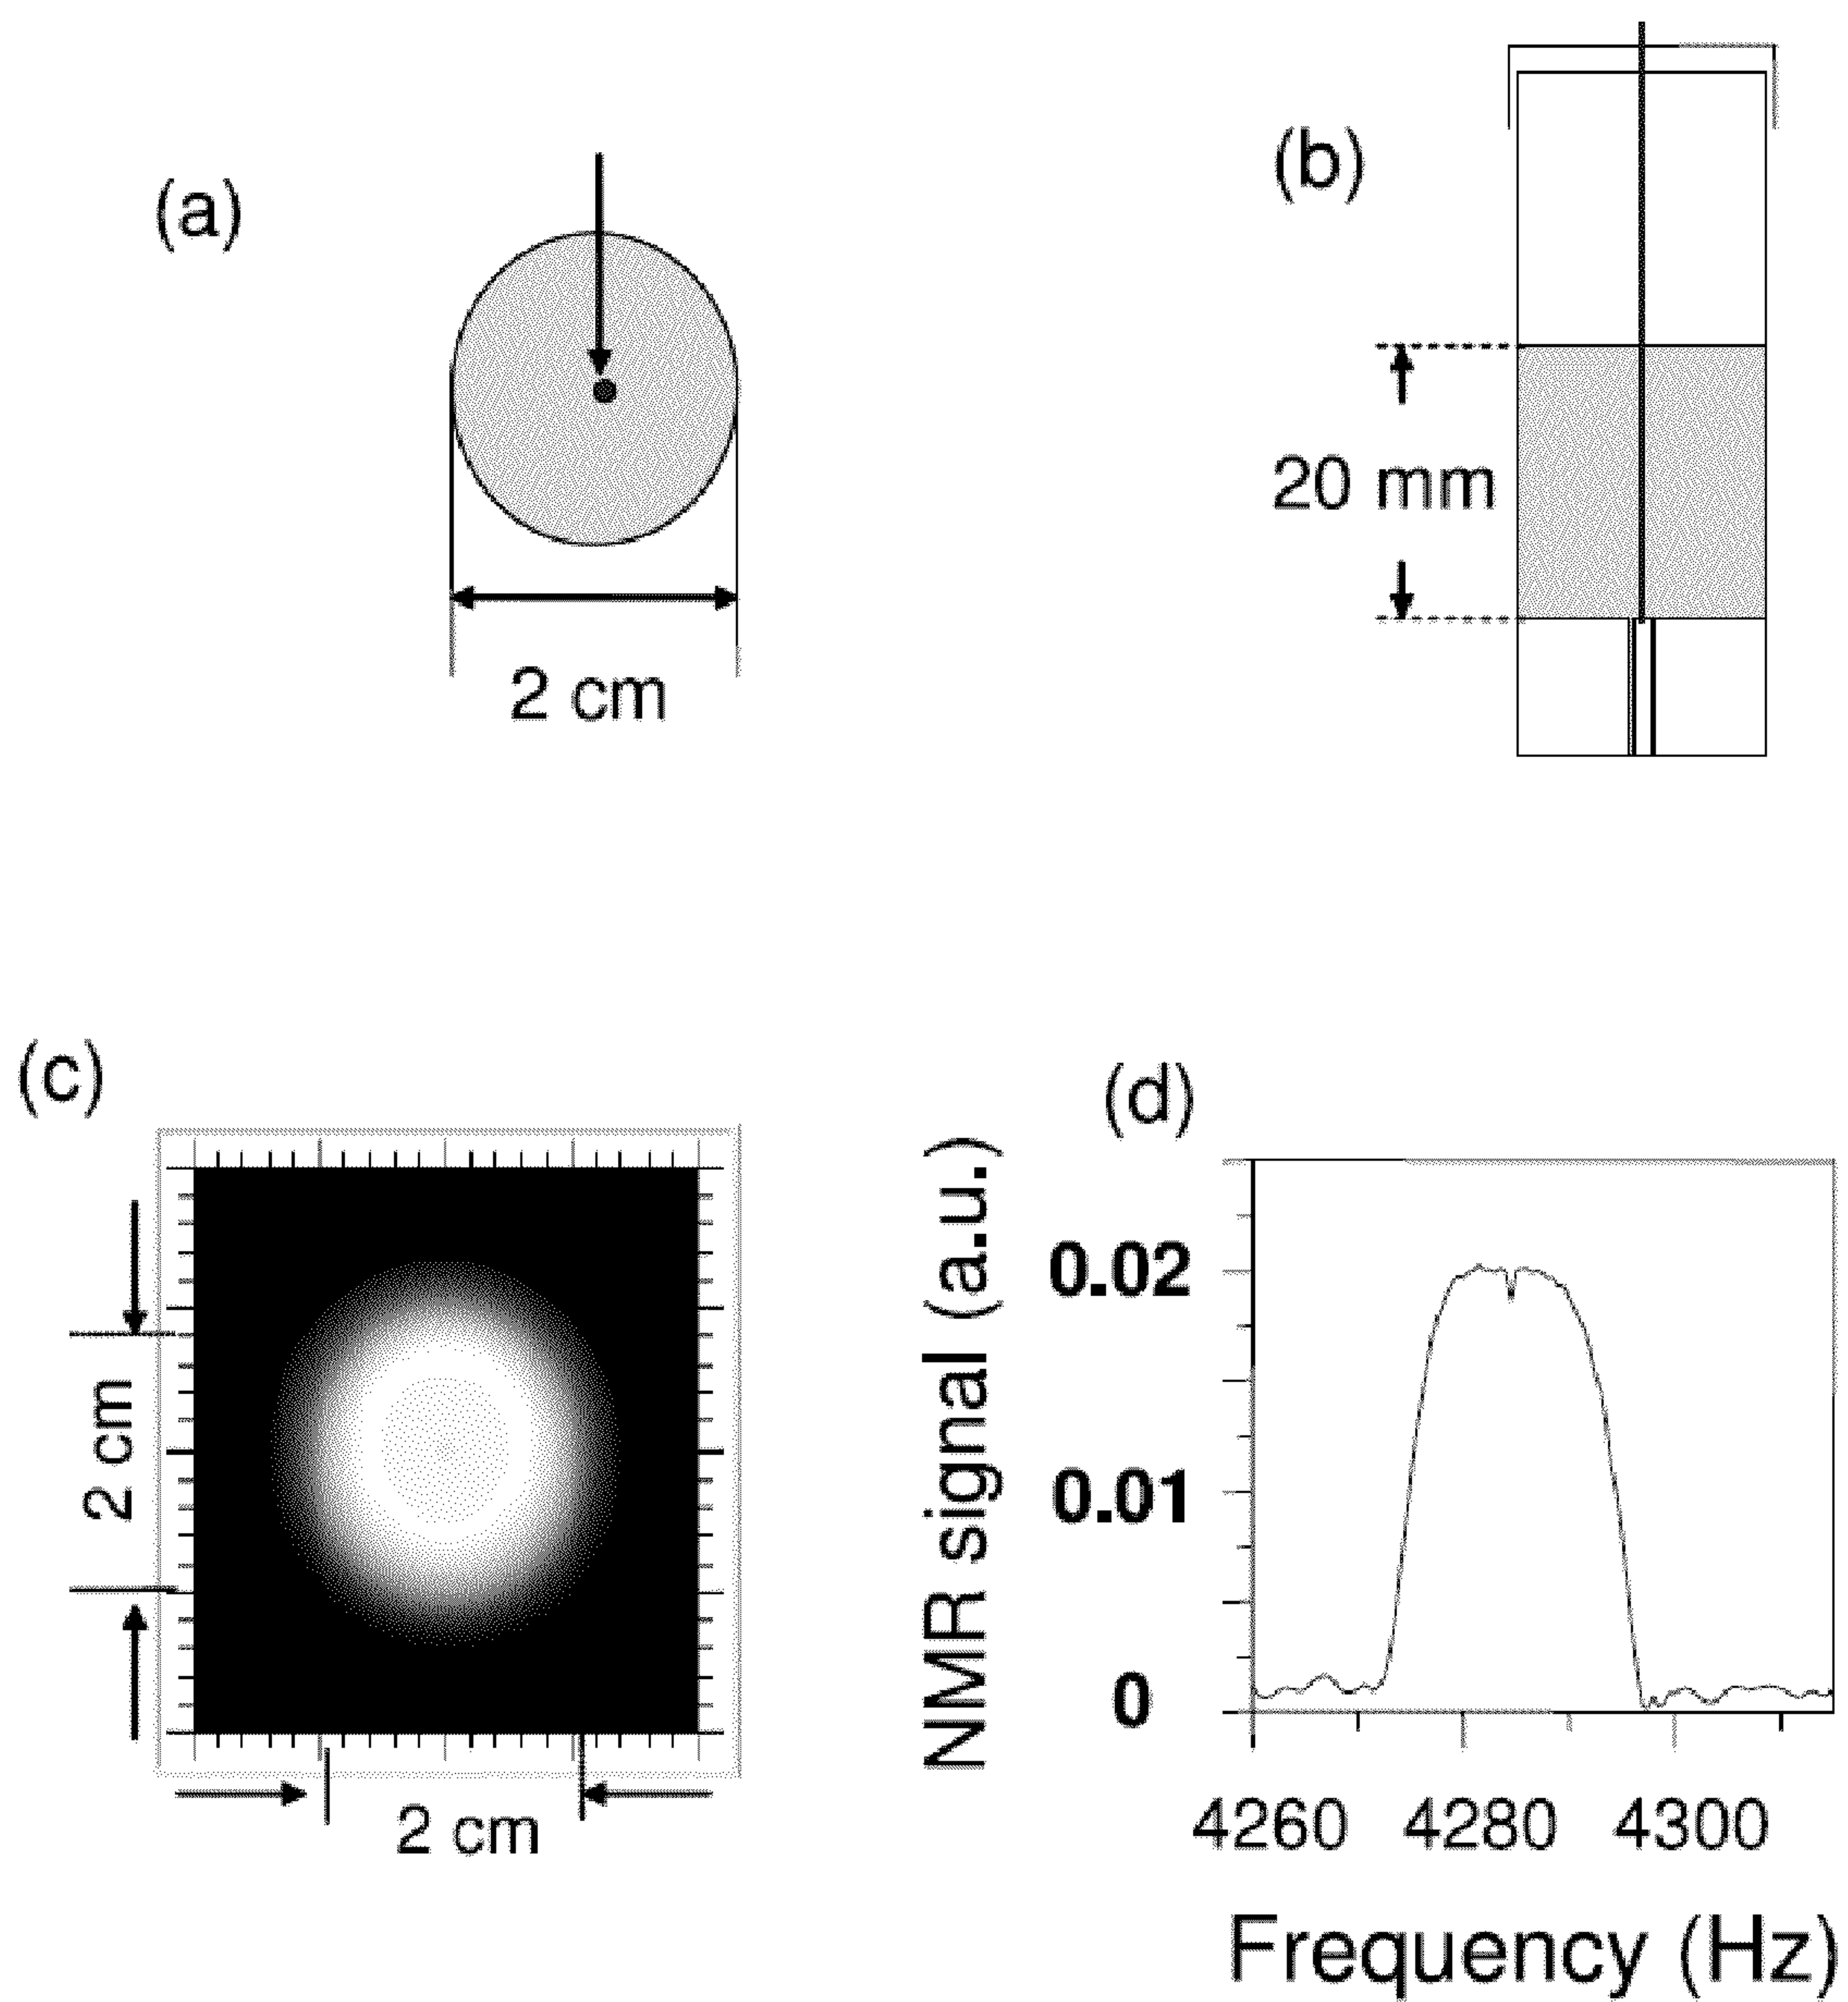 (a)
2 cm
(b)
20 mm
(c)
2 cm
2 cm
(d)
NMR signal (a.u.)
0.02
0.01
0
4260 4280 4300
Frequency (Hz)